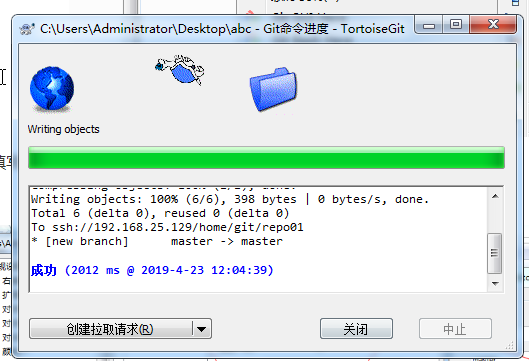 C:\Users\Administrator\Desktop\abc - Git命令进度 - TortoiseGit
Writing objects
Writing objects: 100% (6/6), 398 bytes | 0 bytes/s, done.
Total 6 (delta 0), reused 0 (delta 0)
To ssh://192.168.25.129/home/git/repo01
* [new branch]      master -> master
成功 (2012 ms @ 2019-4-23 12:04:39)
创建拉取请求(R)
关闭
中止